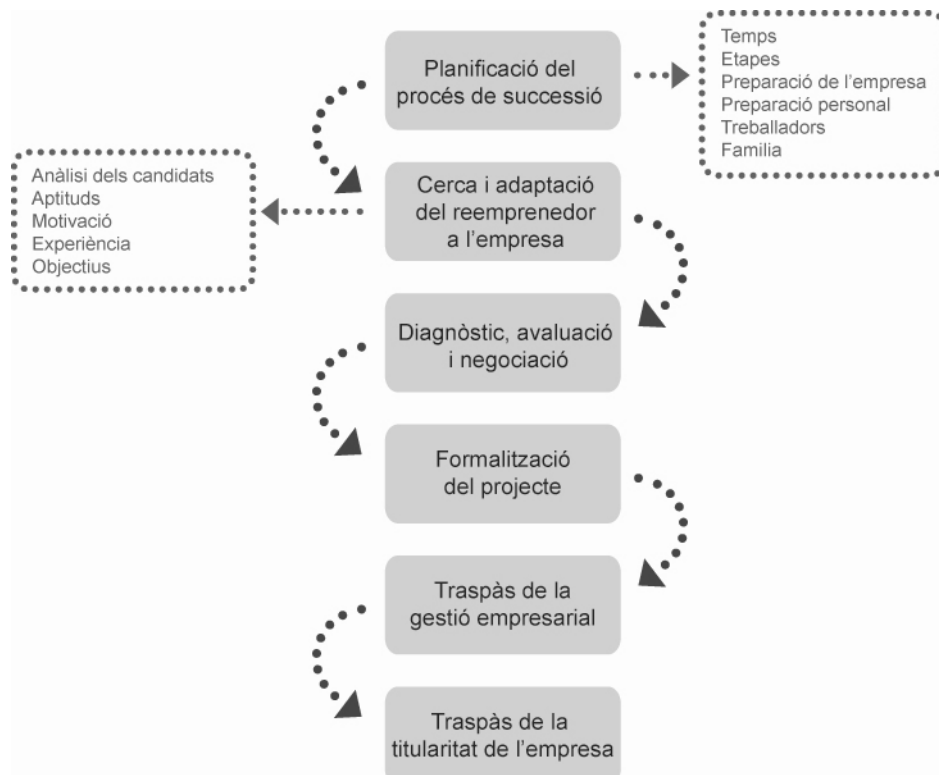 Planificació del
procés de successió
Temps
Etapes
Preparació de l'empresa
Preparació personal
Treballadors
Familia
Anàlisi dels candidats
Aptituds
Motivació
Experiència
Objectius
Cerca i adaptació
del reemprenedor
a l'empresa
Diagnòstic, avaluació
i negociació
Formalització
del projecte
Traspàs de la
gestió empresarial
Traspàs de la
titularitat de l'empresa